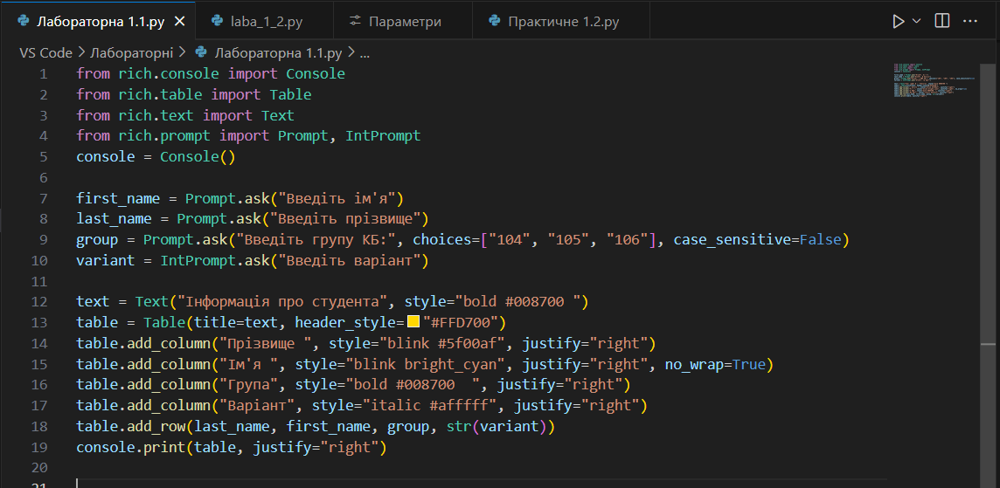 Лабораторна 1.1.py laba_1_2.py Параметри Практичне 1.2.py
VS Code > Лабораторні > Лабораторна 1.1.py > ...
1 from rich.console import Console
2 from rich.table import Table
3 from rich.text import Text
4 from rich.prompt import Prompt, IntPrompt
5 console = Console()
6
7 first_name = Prompt.ask("Введіть ім'я")
8 last_name = Prompt.ask("Введіть прізвище")
9 group = Prompt.ask("Введіть групу КБ:", choices=["104", "105", "106"], case_sensitive=False)
10 variant = IntPrompt.ask("Введіть варіант")
11
12 text = Text("Інформація про студента", style="bold #008700 ")
13 table = Table(title=text, header_style="#FFD700")
14 table.add_column("Прізвище ", style="blink #5f00af", justify="right")
15 table.add_column("Ім'я ", style="blink bright_cyan", justify="right", no_wrap=True)
16 table.add_column("Група", style="bold #008700  ", justify="right")
17 table.add_column("Варіант", style="italic #afffff", justify="right")
18 table.add_row(last_name, first_name, group, str(variant))
19 console.print(table, justify="right")
20
21